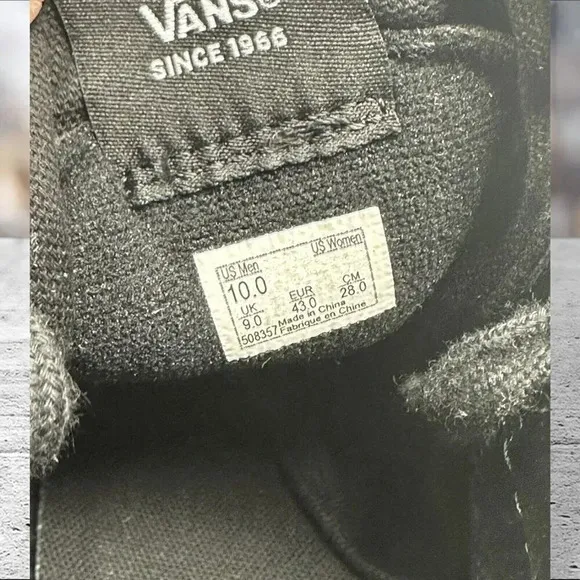 VANS
SINCE 1966
US Men US Women
10.0
UK EUR CM
9.0 43.0 28.0
508357 Made in China
Fabriqué en Chine